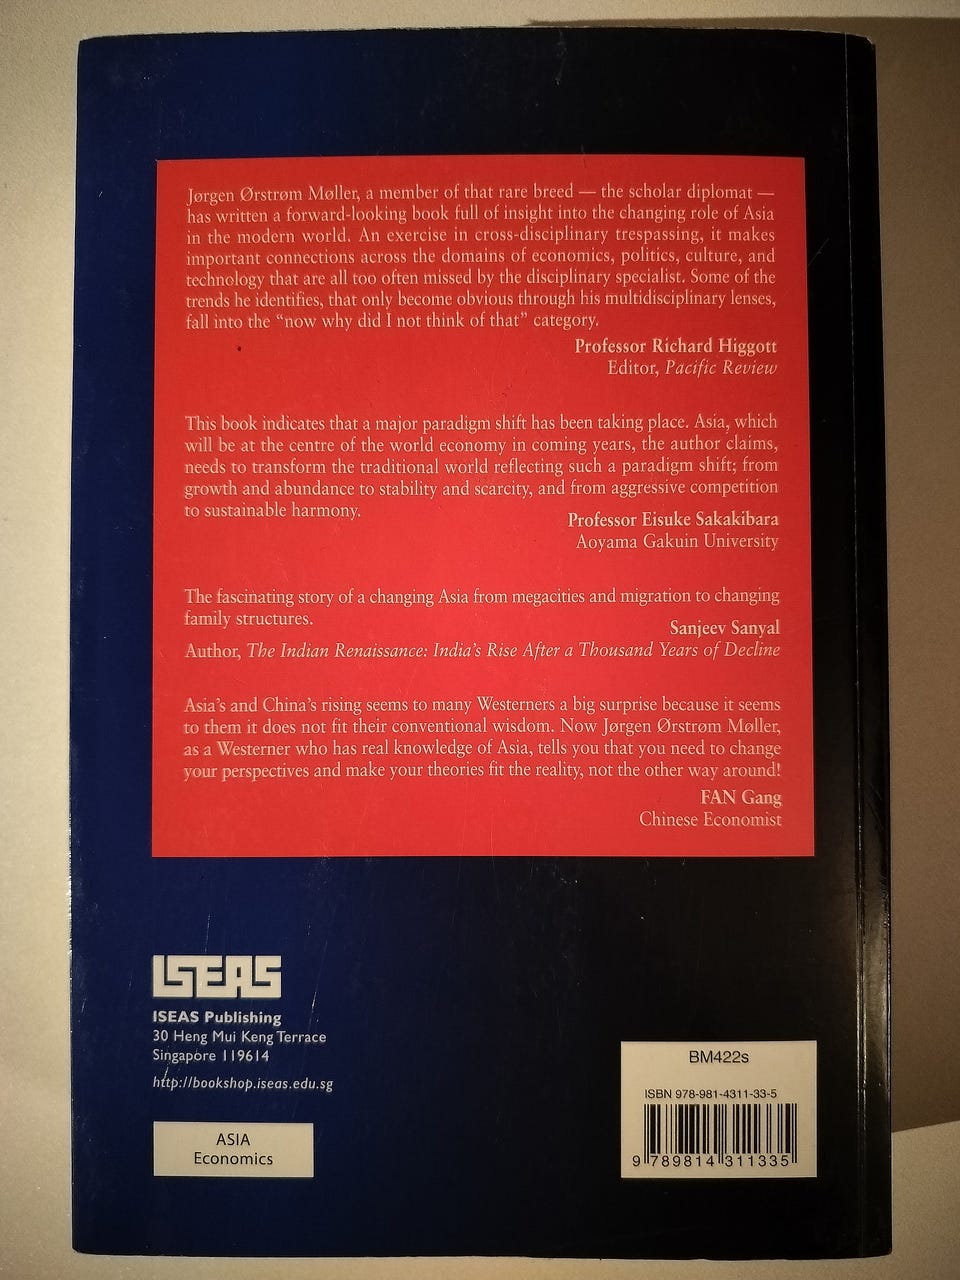 Jørgen Ørstrøm Møller, a member of that rare breed — the scholar diplomat —
has written a forward-looking book full of insight into the changing role of Asia
in the modern world. An exercise in cross-disciplinary trespassing, it makes
important connections across the domains of economics, politics, culture, and
technology that are all too often missed by the disciplinary specialist. Some of the
trends he identifies, that only become obvious through his multidisciplinary lenses,
fall into the “now why did I not think of that” category.
Professor Richard Higgott
Editor, Pacific Review
This book indicates that a major paradigm shift has been taking place. Asia, which
will be at the centre of the world economy in coming years, the author claims,
needs to transform the traditional world reflecting such a paradigm shift; from
growth and abundance to stability and scarcity, and from aggressive competition
to sustainable harmony.
Professor Eisuke Sakakibara
Aoyama Gakuin University
The fascinating story of a changing Asia from megacities and migration to changing
family structures.
Sanjeev Sanyal
Author, The Indian Renaissance: India’s Rise After a Thousand Years of Decline
Asia’s and China’s rising seems to many Westerners a big surprise because it seems
to them it does not fit their conventional wisdom. Now Jørgen Ørstrøm Møller,
as a Westerner who has real knowledge of Asia, tells you that you need to change
your perspectives and make your theories fit the reality, not the other way around!
FAN Gang
Chinese Economist
ISEAS
ISEAS Publishing
30 Heng Mui Keng Terrace
Singapore 119614
http://bookshop.iseas.edu.sg
ASIA
Economics
BM422s
ISBN 978-981-4311-33-5
9 789814 311335